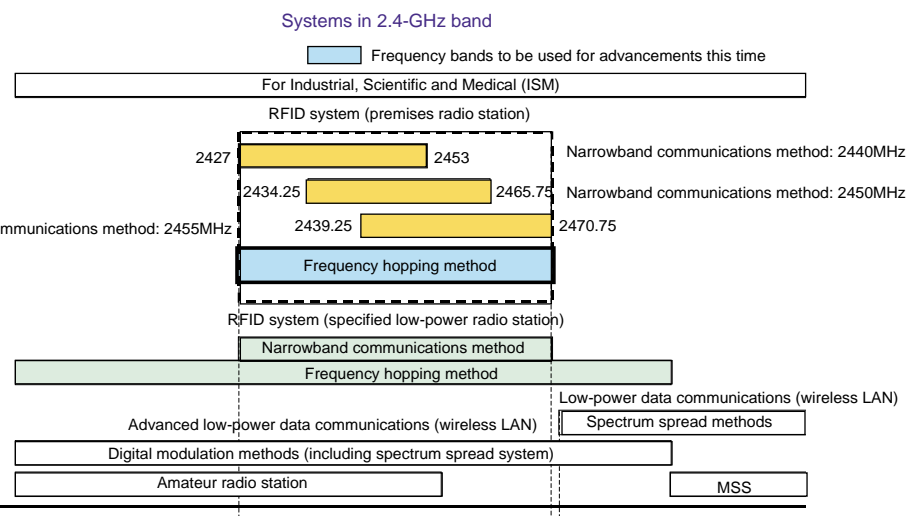 Systems in 2.4-GHz band
Frequency bands to be used for advancements this time
For Industrial, Scientific and Medical (ISM)
RFID system (premises radio station)
2427
2453
Narrowband communications method: 2440MHz
2434.25
2465.75
Narrowband communications method: 2450MHz
mmunications method: 2455MHz
2439.25
2470.75
Frequency hopping method
RFID system (specified low-power radio station)
Narrowband communications method
Frequency hopping method
Low-power data communications (wireless LAN)
Advanced low-power data communications (wireless LAN)
Spectrum spread methods
Digital modulation methods (including spectrum spread system)
Amateur radio station
MSS